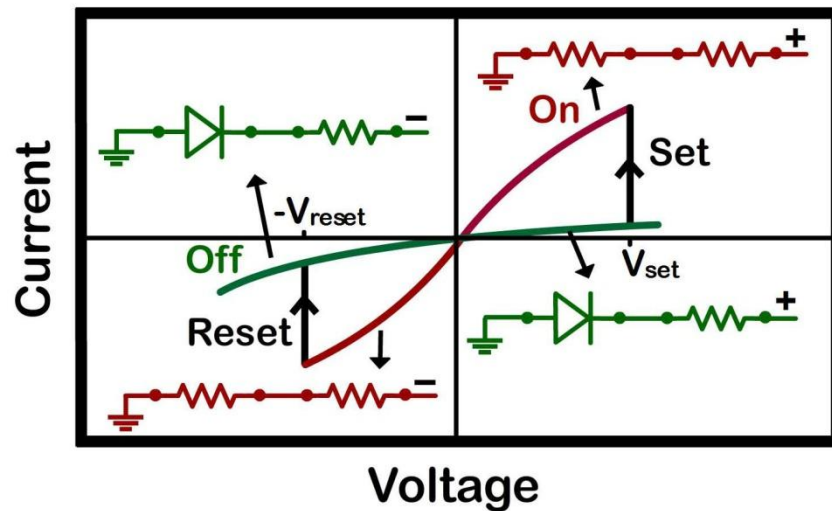 +
On
−
Set
-Vreset
Off
Vset
+
Reset
−
Current
Voltage